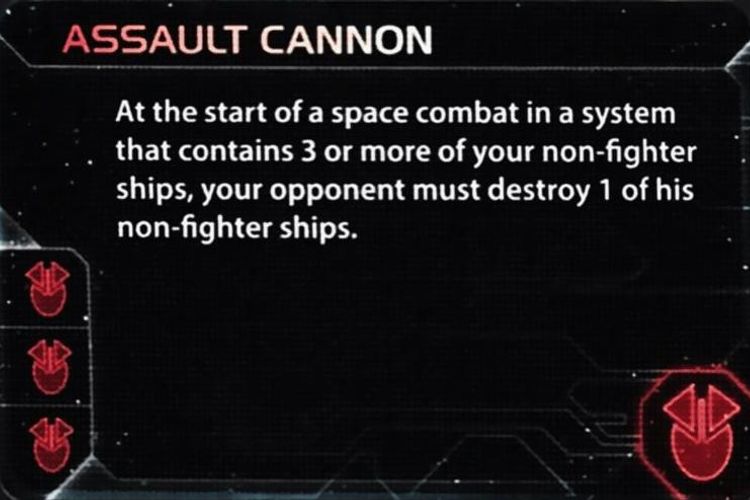 ASSAULT CANNON
At the start of a space combat in a system
that contains 3 or more of your non-fighter
ships, your opponent must destroy 1 of his
non-fighter ships.